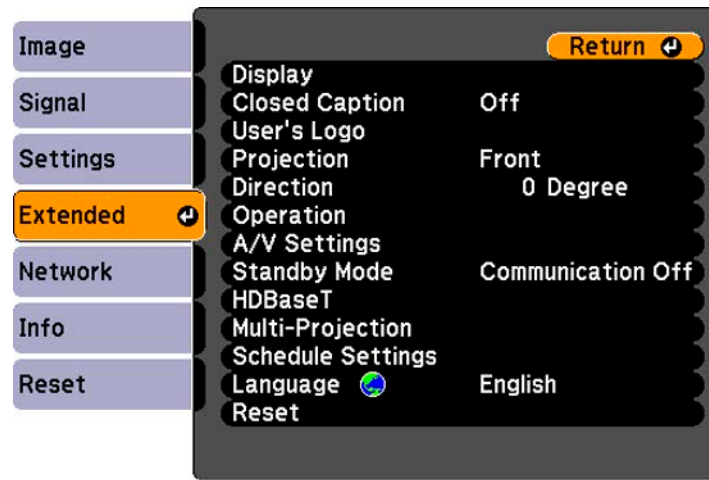 Image
Signal
Settings
Extended
Network
Info
Reset
Return
Display
Closed Caption Off
User's Logo
Projection Front
Direction 0 Degree
Operation
A/V Settings
Standby Mode Communication Off
HDBaseT
Multi-Projection
Schedule Settings
Language English
Reset